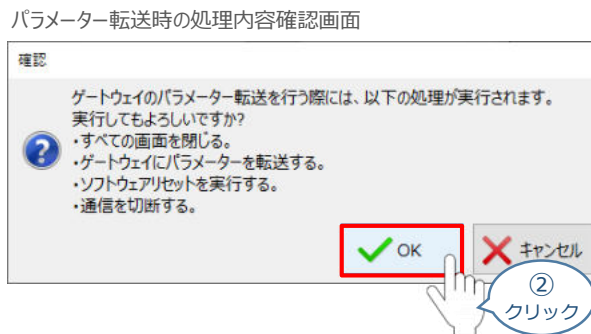 パラメーター転送時の処理内容確認画面
確認
ゲートウェイのパラメーター転送を行う際には、以下の処理が実行されます。
実行してもよろしいですか?
・すべての画面を閉じる。
・ゲートウェイにパラメーターを転送する。
・ソフトウェアリセットを実行する。
・通信を切断する。
OK
キャンセル
②
クリック